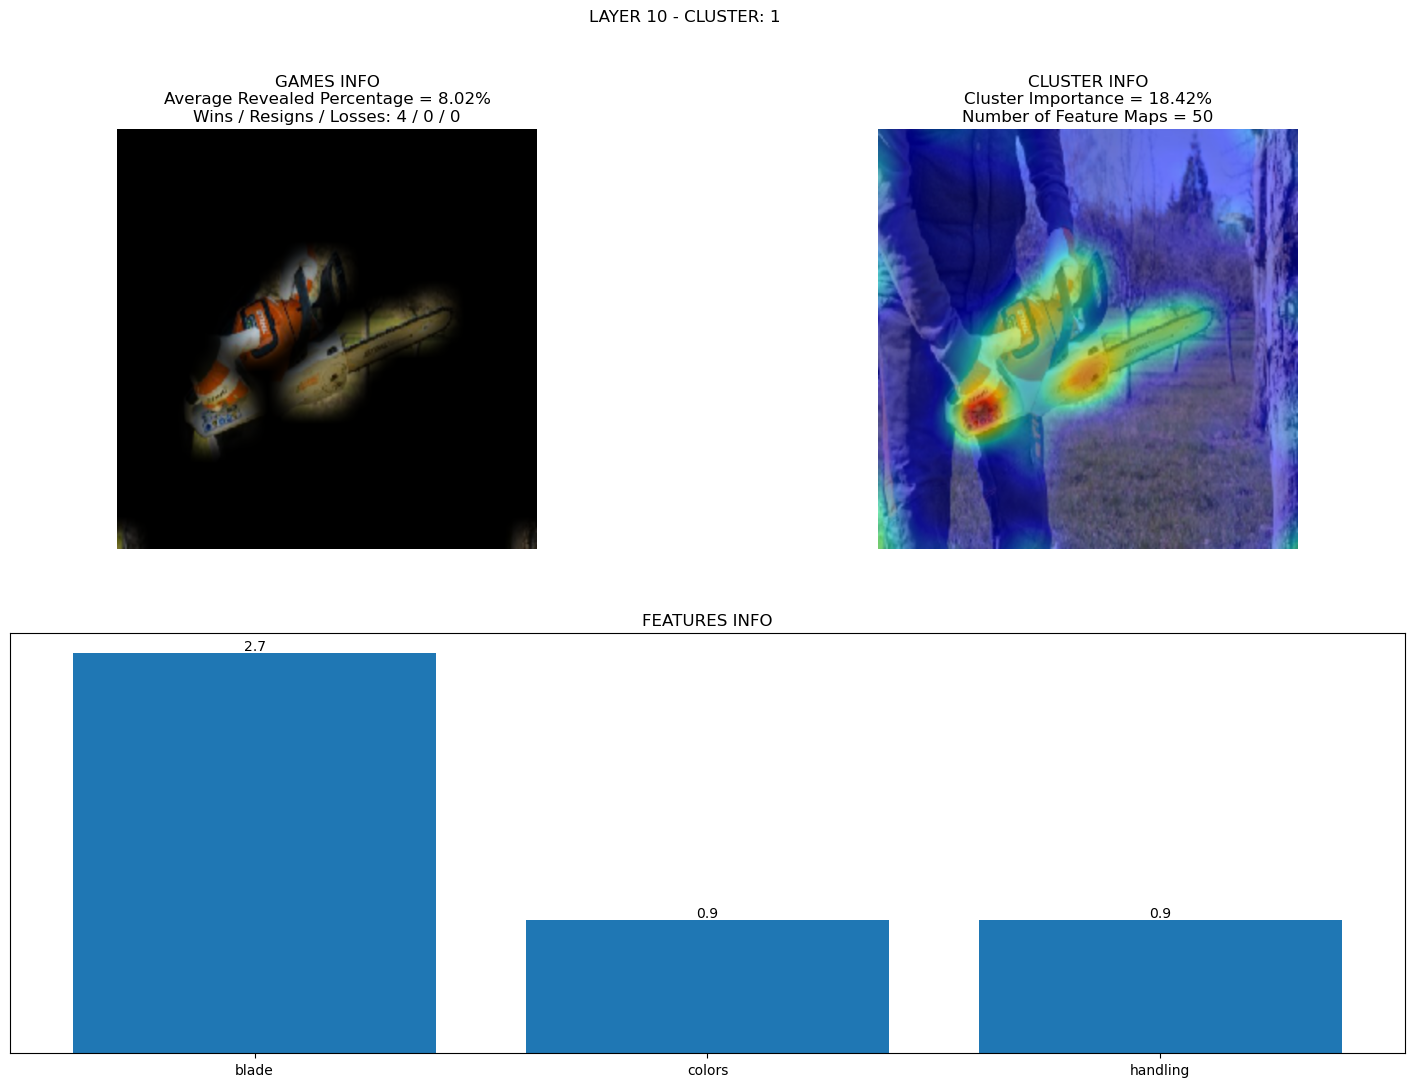 LAYER 10 - CLUSTER: 1
GAMES INFO
Average Revealed Percentage = 8.02%
Wins / Resigns / Losses: 4 / 0 / 0
CLUSTER INFO
Cluster Importance = 18.42%
Number of Feature Maps = 50
FEATURES INFO
2.7
0.9
0.9
blade
colors
handling